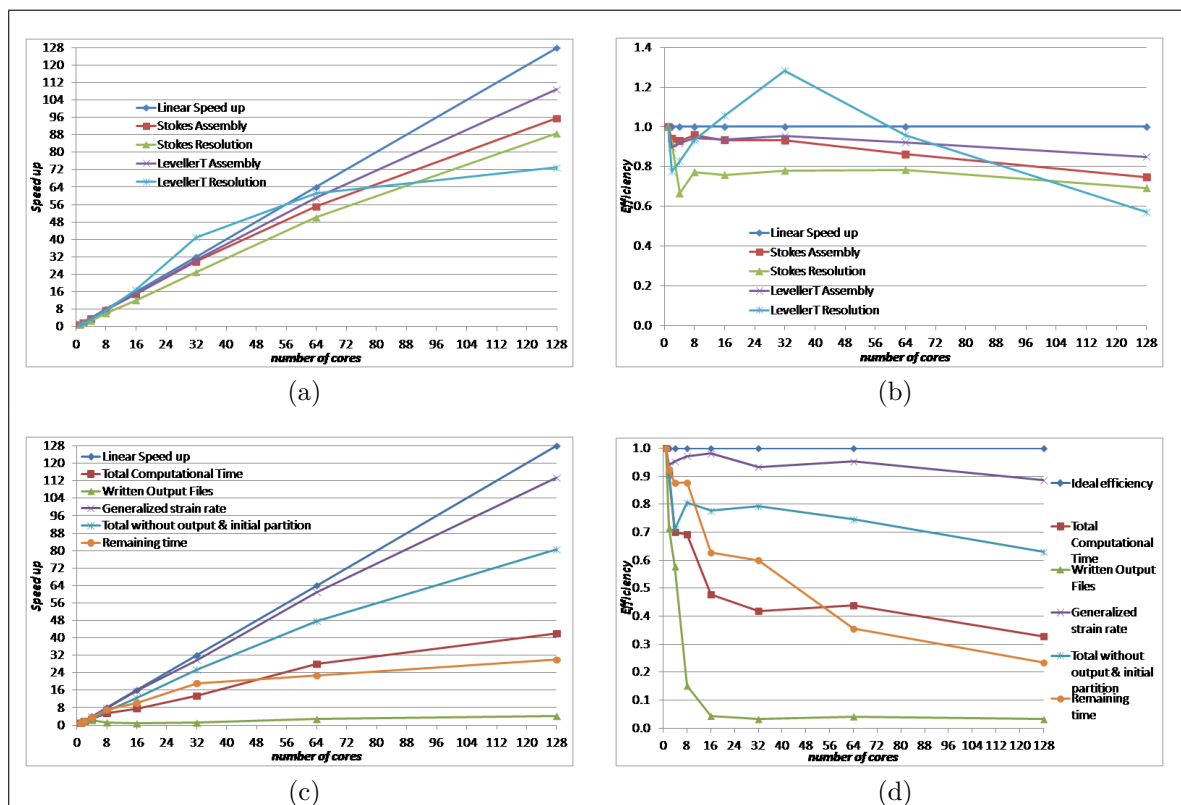 128
120
112
104
96
88
80
72
64
56
48
40
32
24
16
8
0
Speed up
Linear Speed up
Stokes Assembly
Stokes Resolution
LevellerT Assembly
LevellerT Resolution
0 8 16 24 32 40 48 56 64 72 80 88 96 104 112 120 128
number of cores
(a)
1.4
1.2
1.0
0.8
0.6
0.4
0.2
0.0
Efficiency
Linear Speed up
Stokes Assembly
Stokes Resolution
LevellerT Assembly
LevellerT Resolution
0 8 16 24 32 40 48 56 64 72 80 88 96 104 112 120 128
number of cores
(b)
128
120
112
104
96
88
80
72
64
56
48
40
32
24
16
8
0
Speed up
Linear Speed up
Total Computational Time
Written Output Files
Generalized strain rate
Total without output & initial partition
Remaining time
0 8 16 24 32 40 48 56 64 72 80 88 96 104 112 120 128
number of cores
(c)
1.0
0.9
0.8
0.7
0.6
0.5
0.4
0.3
0.2
0.1
0.0
Efficiency
Ideal efficiency
Total
Computational
Time
Written Output
Files
Generalized
strain rate
Total without
output & initial
partition
Remaining
time
0 8 16 24 32 40 48 56 64 72 80 88 96 104 112 120 128
number of cores
(d)